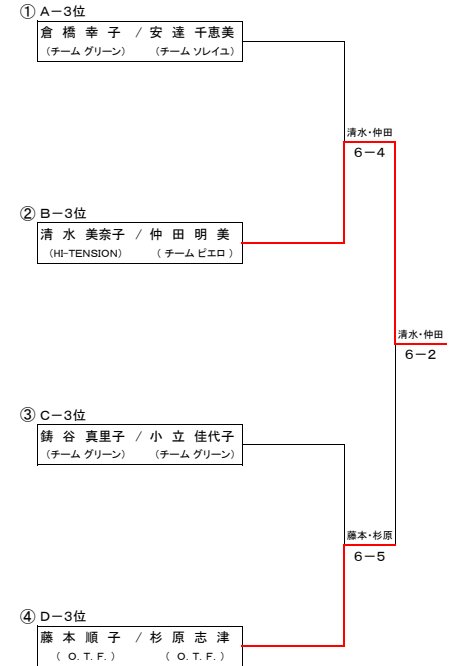 ① A－3位
倉 橋 幸 子 / 安 達 千恵美
（チーム グリーン） （チーム ソレイユ）
清水・仲田
6－4
② B－3位
清 水 美奈子 / 仲 田 明 美
（HI-TENSION） （ チーム ピエロ ）
清水・仲田
6－2
③ C－3位
鋳 谷 真里子 / 小 立 佳代子
（チーム グリーン） （チーム グリーン）
藤本・杉原
6－5
④ D－3位
藤 本 順 子 / 杉 原 志 津
（ O. T. F. ） （ O. T. F. ）